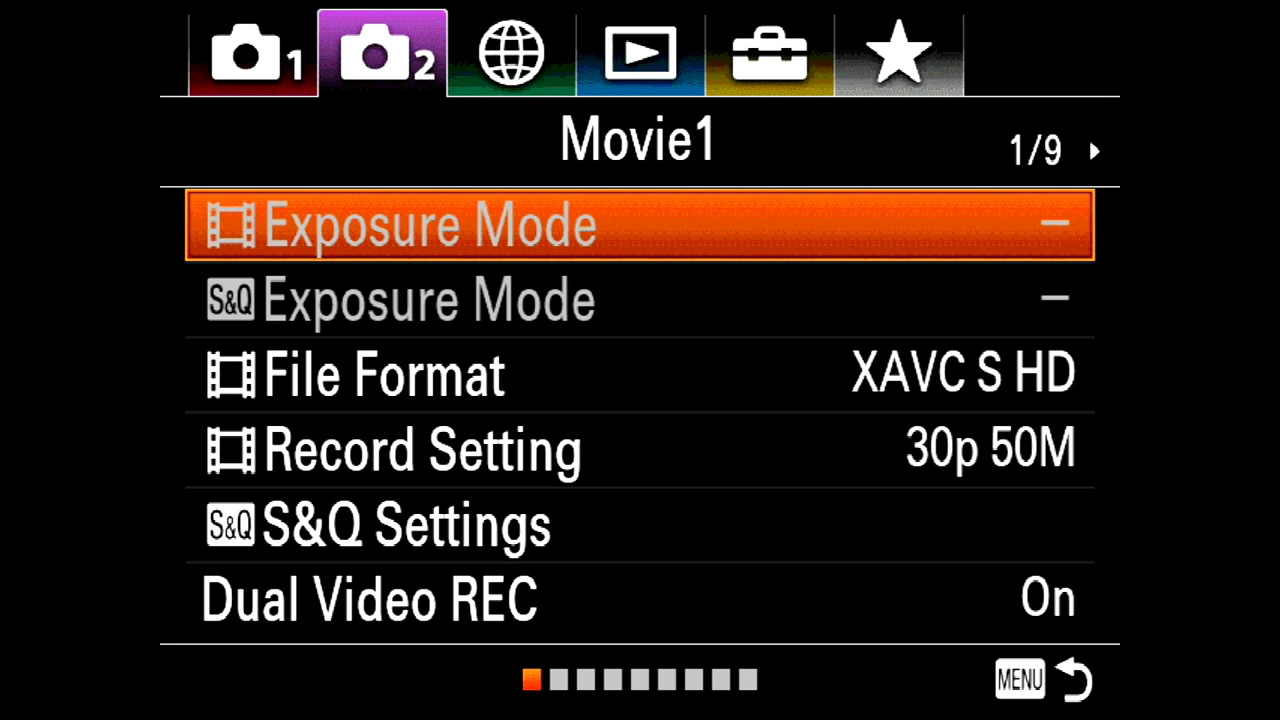 1 2
Movie1 1/9
Exposure Mode –
S&Q Exposure Mode –
File Format XAVC S HD
Record Setting 30p 50M
S&Q S&Q Settings
Dual Video REC On
MENU